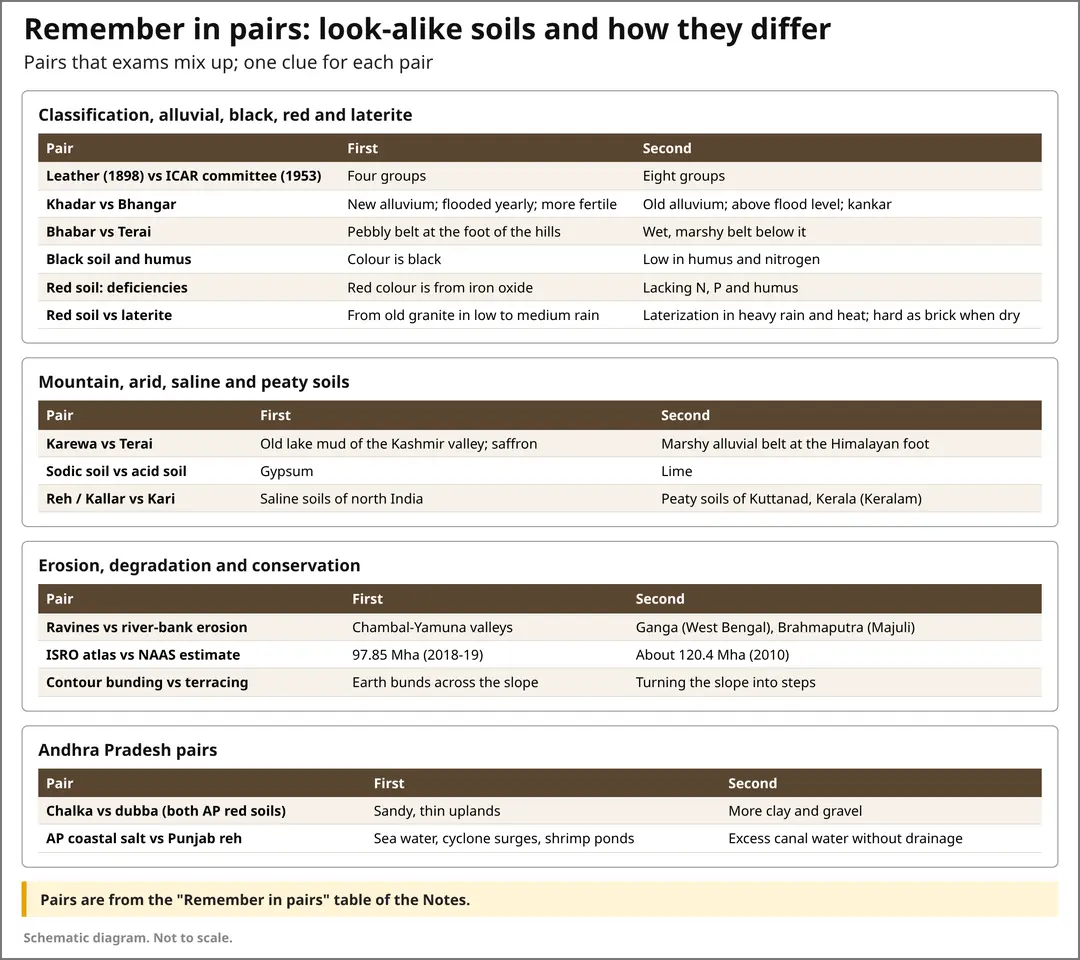 Remember in pairs: look-alike soils and how they differ
Pairs that exams mix up; one clue for each pair
Classification, alluvial, black, red and laterite
Pair First Second
Leather (1898) vs ICAR committee (1953) Four groups Eight groups
Khadar vs Bhangar New alluvium; flooded yearly; more fertile Old alluvium; above flood level; kankar
Bhabar vs Terai Pebbly belt at the foot of the hills Wet, marshy belt below it
Black soil and humus Colour is black Low in humus and nitrogen
Red soil: deficiencies Red colour is from iron oxide Lacking N, P and humus
Red soil vs laterite From old granite in low to medium rain Laterization in heavy rain and heat; hard as brick when dry
Mountain, arid, saline and peaty soils
Pair First Second
Karewa vs Terai Old lake mud of the Kashmir valley; saffron Marshy alluvial belt at the Himalayan foot
Sodic soil vs acid soil Gypsum Lime
Reh / Kallar vs Kari Saline soils of north India Peaty soils of Kuttanad, Kerala (Keralam)
Erosion, degradation and conservation
Pair First Second
Ravines vs river-bank erosion Chambal-Yamuna valleys Ganga (West Bengal), Brahmaputra (Majuli)
ISRO atlas vs NAAS estimate 97.85 Mha (2018-19) About 120.4 Mha (2010)
Contour bunding vs terracing Earth bunds across the slope Turning the slope into steps
Andhra Pradesh pairs
Pair First Second
Chalka vs dubba (both AP red soils) Sandy, thin uplands More clay and gravel
AP coastal salt vs Punjab reh Sea water, cyclone surges, shrimp ponds Excess canal water without drainage
Pairs are from the "Remember in pairs" table of the Notes.
Schematic diagram. Not to scale.